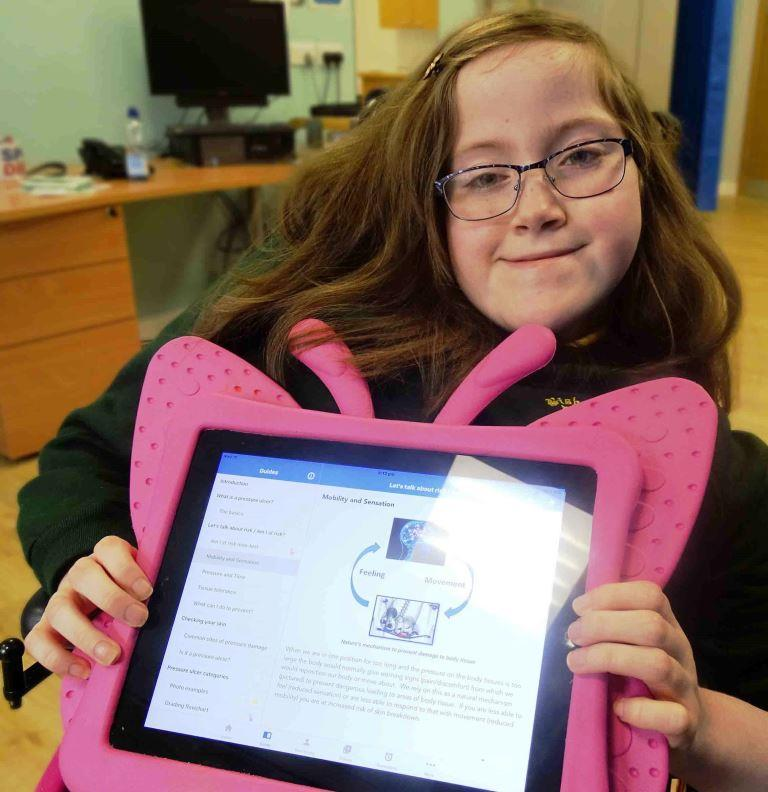 Guides
Let's talk about
Introduction
What is a pressure ulcer?
The basics
Let's talk about risk / Am I at risk?
Am I at risk mini-test
Mobility and Sensation
Pressure and Time
Tissue tolerance
What can I do to prevent?
Checking your skin
Common sites of pressure damage
Is it a pressure ulcer?
Pressure ulcer categories
Photo examples
Grading flowchart
Mobility and Sensation
Feeling
Movement
Nature's mechanism to prevent damage to body tissue
When we are in one position for too long and the pressure on the body tissues is too
large the body would normally give warning signs (pain/discomfort) from which we
would reposition our body or move about. We rely on this as a natural mechanism
(pictured) to prevent dangerous loading to areas of body tissue. If you are less able to
feel (reduced sensation) or are less able to respond to that with movement (reduced
mobility) you are at increased risk of skin breakdown.